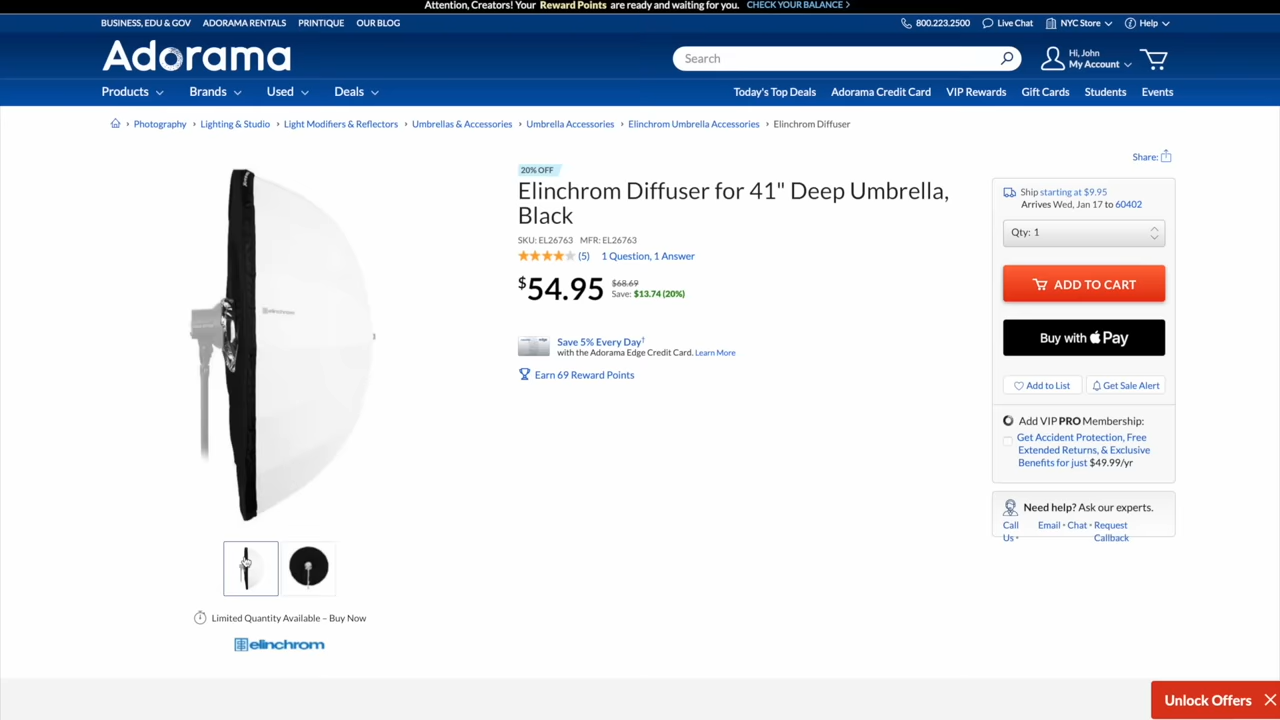 Attention, Creators! Your Reward Points are ready and waiting for you. CHECK YOUR BALANCE >
BUSINESS, EDU & GOV ADORAMA RENTALS PRINTIQUE OUR BLOG
800.223.2500 Live Chat NYC Store Help
Adorama
Search
Hi, John
My Account
Products Brands Used Deals
Today's Top Deals Adorama Credit Card VIP Rewards Gift Cards Students Events
Photography > Lighting & Studio > Light Modifiers & Reflectors > Umbrellas & Accessories > Umbrella Accessories > Elinchrom Umbrella Accessories > Elinchrom Diffuser
Share:
20% OFF
Elinchrom Diffuser for 41" Deep Umbrella,
Black
SKU: EL26763 MFR: EL26763
(5) 1 Question, 1 Answer
$54.95
$68.69
Save: $13.74 (20%)
Save 5% Every Day†
with the Adorama Edge Credit Card. Learn More
Earn 69 Reward Points
elinchrom
Limited Quantity Available – Buy Now
elinchrom
Ship starting at $9.95
Arrives Wed, Jan 17 to 60402
Qty: 1
ADD TO CART
Buy with Pay
Add to List Get Sale Alert
Add VIP PRO Membership:
Get Accident Protection, Free
Extended Returns, & Exclusive
Benefits for just $49.99/yr
Need help? Ask our experts.
Call Email • Chat • Request
Us • Callback
Unlock Offers